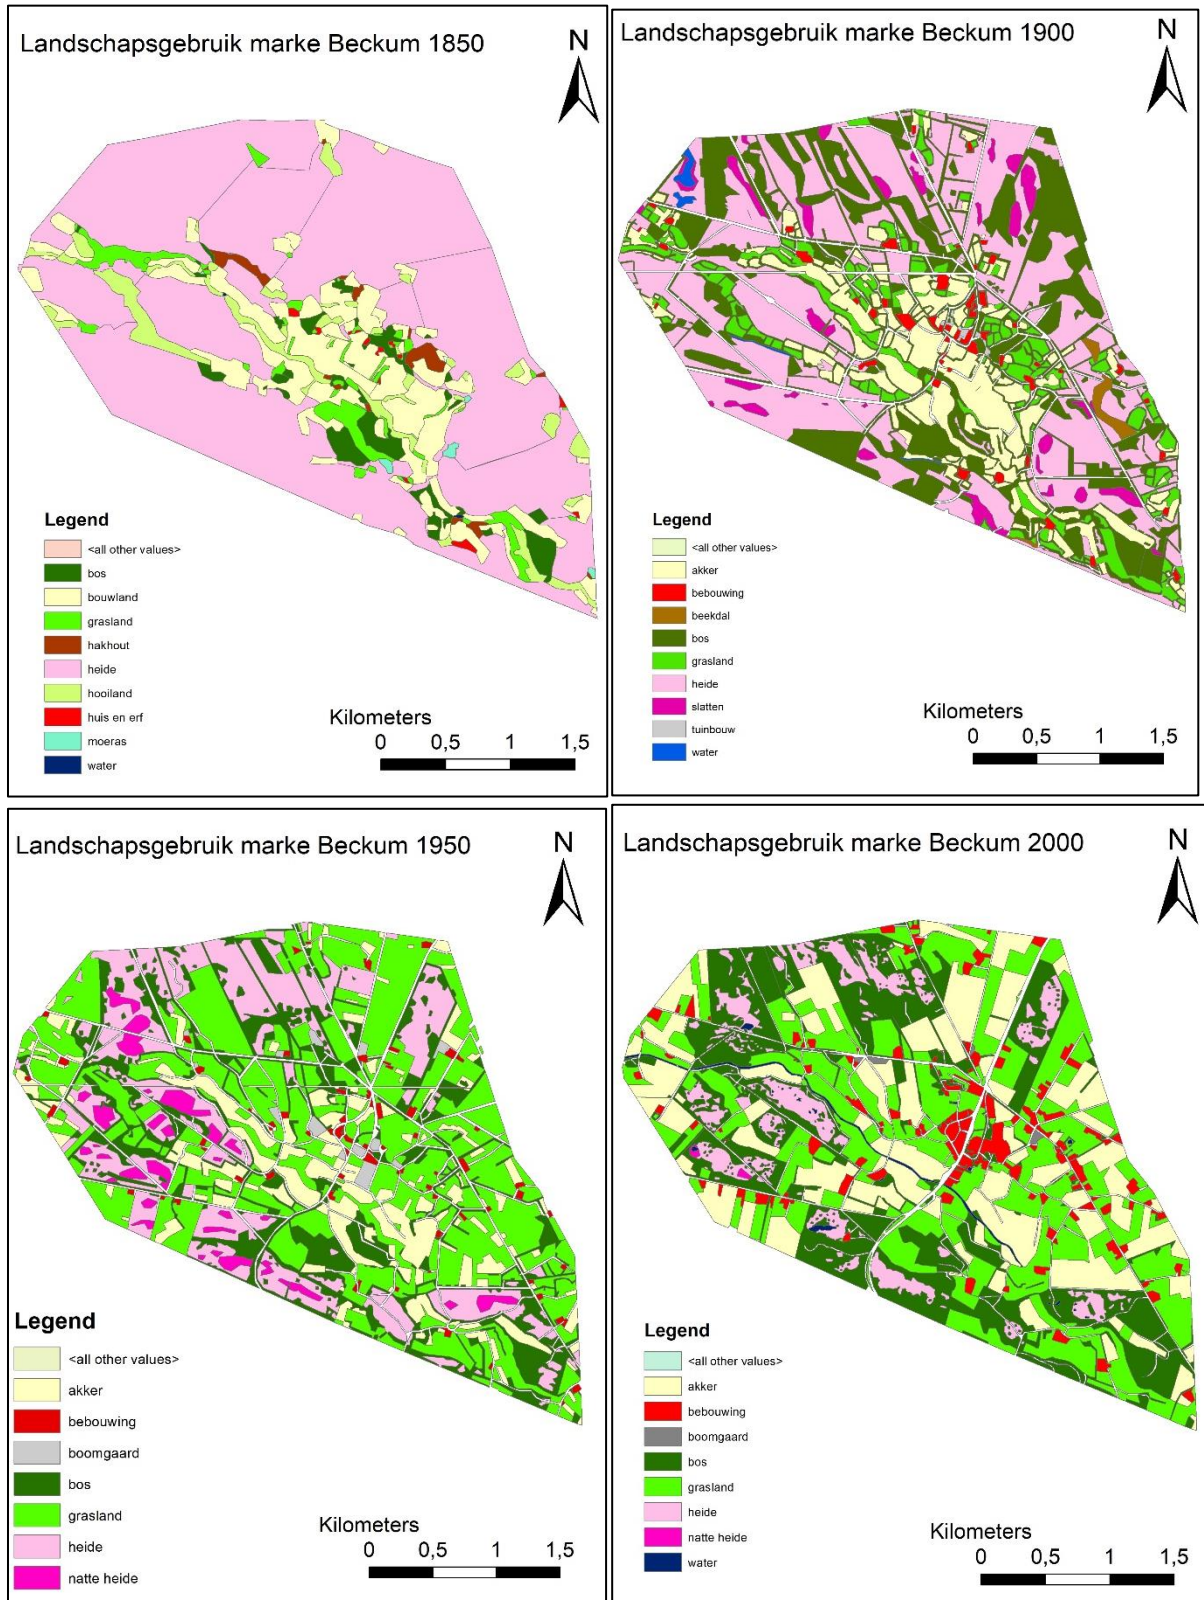 Landschapsgebruik marke Beckum 1850
N
Legend
<all other values>
bos
bouwland
grasland
hakhout
heide
hooiland
huis en erf
moeras
water
Kilometers
0 0,5 1 1,5
Landschapsgebruik marke Beckum 1900
N
Legend
<all other values>
akker
bebouwing
beekdal
bos
grasland
heide
slatten
tuinbouw
water
Kilometers
0 0,5 1 1,5
Landschapsgebruik marke Beckum 1950
N
Legend
<all other values>
akker
bebouwing
boomgaard
bos
grasland
heide
natte heide
Kilometers
0 0,5 1 1,5
Landschapsgebruik marke Beckum 2000
N
Legend
<all other values>
akker
bebouwing
boomgaard
bos
grasland
heide
natte heide
water
Kilometers
0 0,5 1 1,5